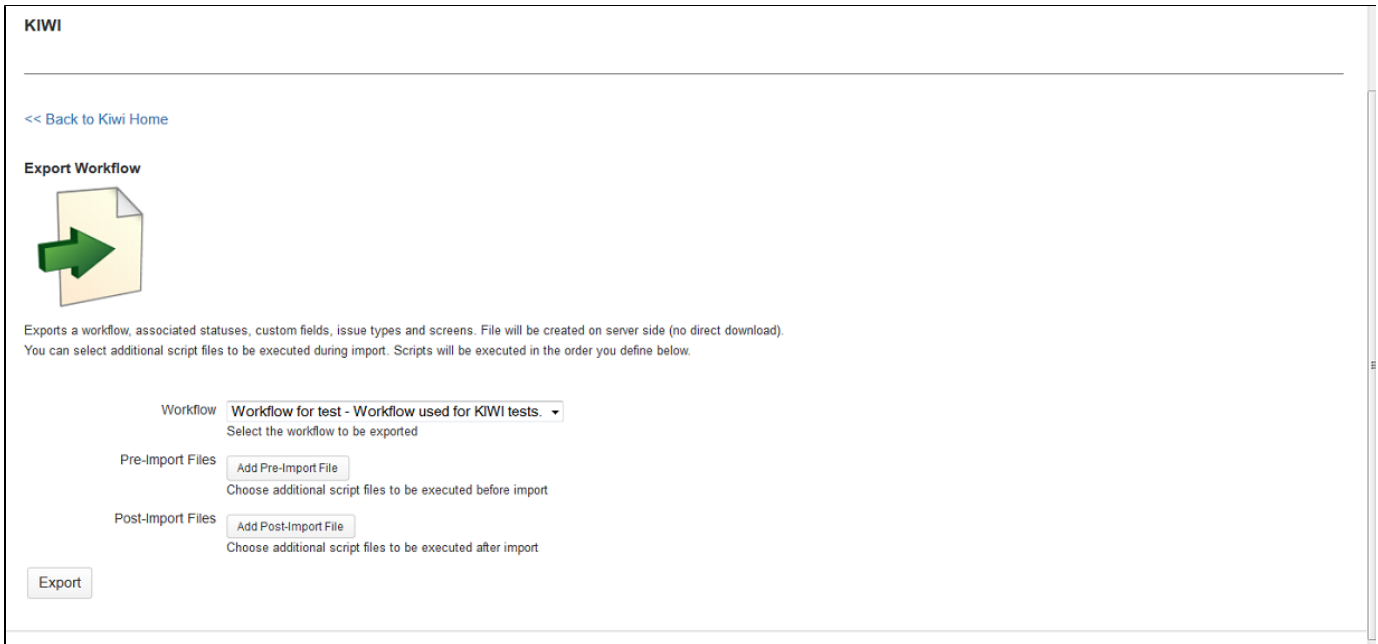 KIWI
<< Back to Kiwi Home
Export Workflow
Exports a workflow, associated statuses, custom fields, issue types and screens. File will be created on server side (no direct download).
You can select additional script files to be executed during import. Scripts will be executed in the order you define below.
Workflow Workflow for test - Workflow used for KIWI tests.
Select the workflow to be exported
Pre-Import Files Add Pre-Import File
Choose additional script files to be executed before import
Post-Import Files Add Post-Import File
Choose additional script files to be executed after import
Export